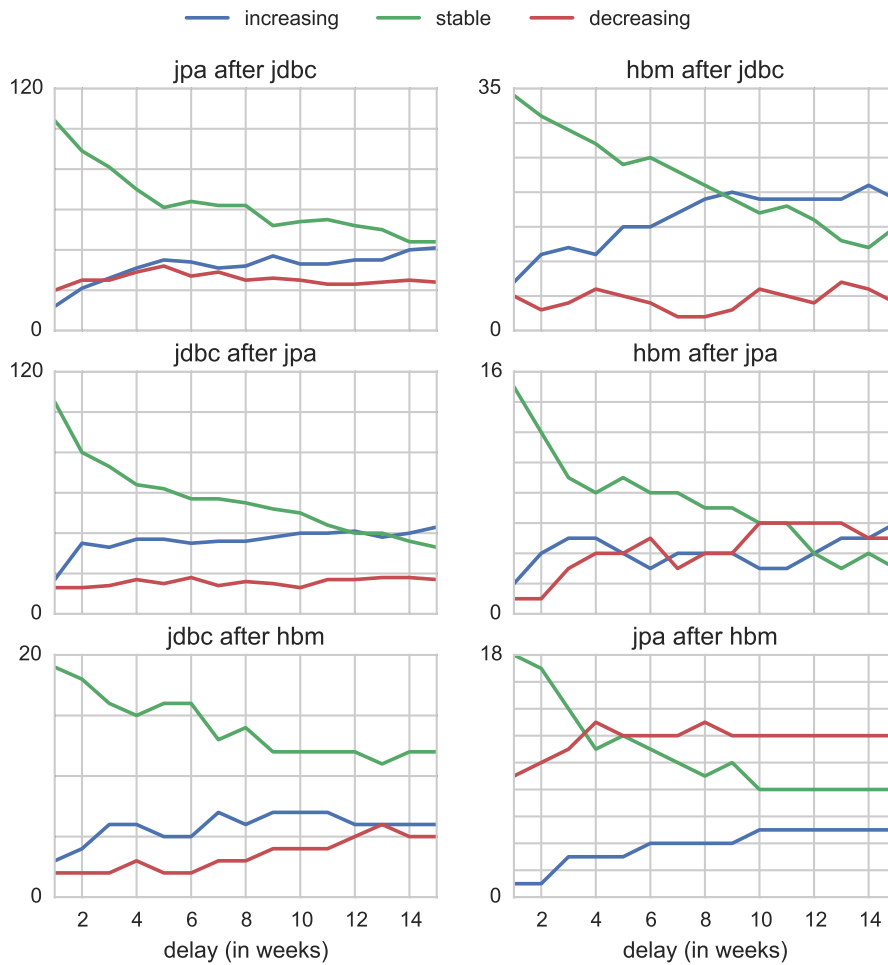 increasing stable decreasing
jpa after jdbc hbm after jdbc
120 35
0 0
jdbc after jpa hbm after jpa
120 16
0 0
jdbc after hbm jpa after hbm
20 18
0 0
2 4 6 8 10 12 14 2 4 6 8 10 12 14
delay (in weeks) delay (in weeks)